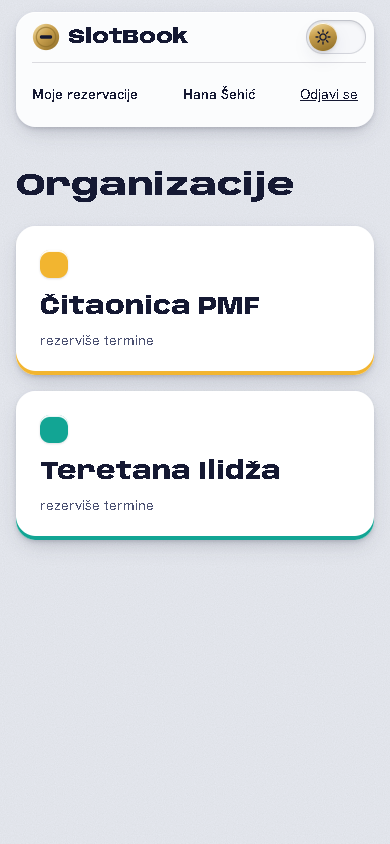 SlotBook
Moje rezervacije
Hana Šehić
Odjavi se
Organizacije
Čitaonica PMF
rezerviše termine
Teretana Ilidža
rezerviše termine